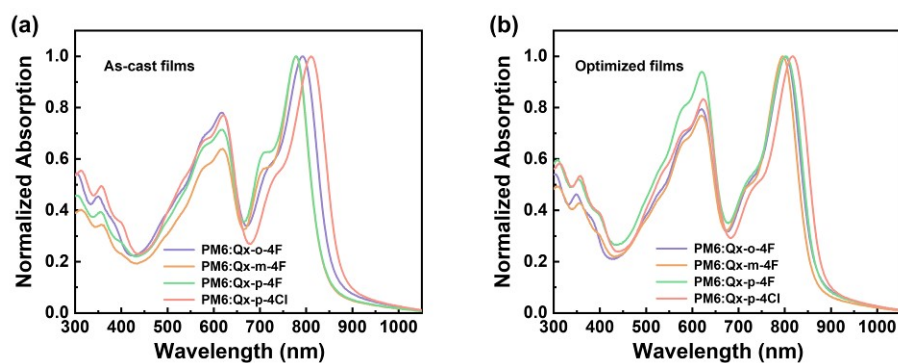 (a)
As-cast films
Normalized Absorption
1.0
0.8
0.6
0.4
0.2
0.0
PM6:Qx-o-4F
PM6:Qx-m-4F
PM6:Qx-p-4F
PM6:Qx-p-4Cl
300 400 500 600 700 800 900 1000
Wavelength (nm)
(b)
Optimized films
Normalized Absorption
1.0
0.8
0.6
0.4
0.2
0.0
PM6:Qx-o-4F
PM6:Qx-m-4F
PM6:Qx-p-4F
PM6:Qx-p-4Cl
300 400 500 600 700 800 900 1000
Wavelength (nm)